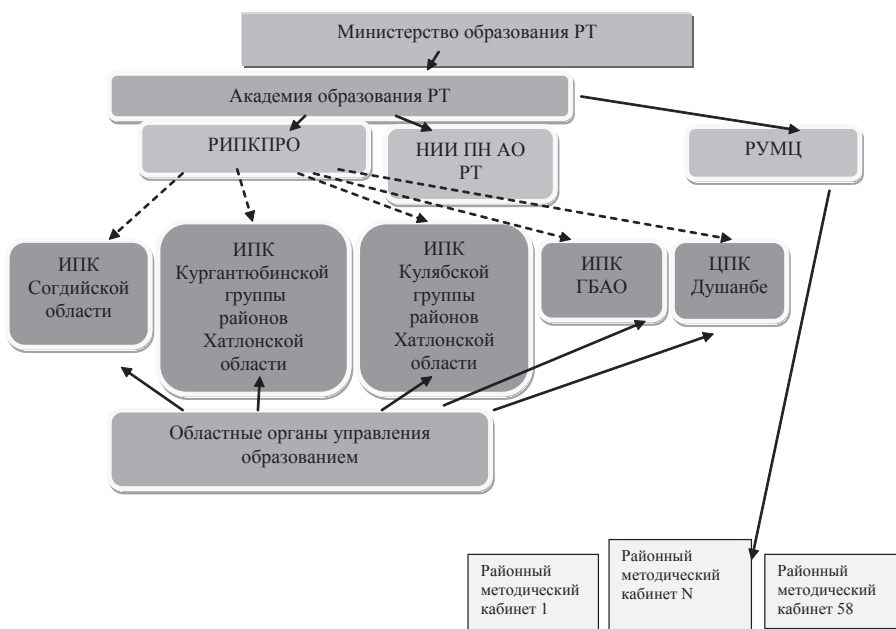 Министерство образования РТ
Академия образования РТ
РИПКПРО
НИИ ПН АО
РТ
РУМЦ
ИПК
Согдийской
области
ИПК
Кургантюбинской
группы
районов
Хатлонской
области
ИПК
Кулябской
группы
районов
Хатлонской
области
ИПК
ГБАО
ЦПК
Душанбе
Областные органы управления
образованием
Районный
методический
кабинет 1
Районный
методический
кабинет N
Районный
методический
кабинет 58